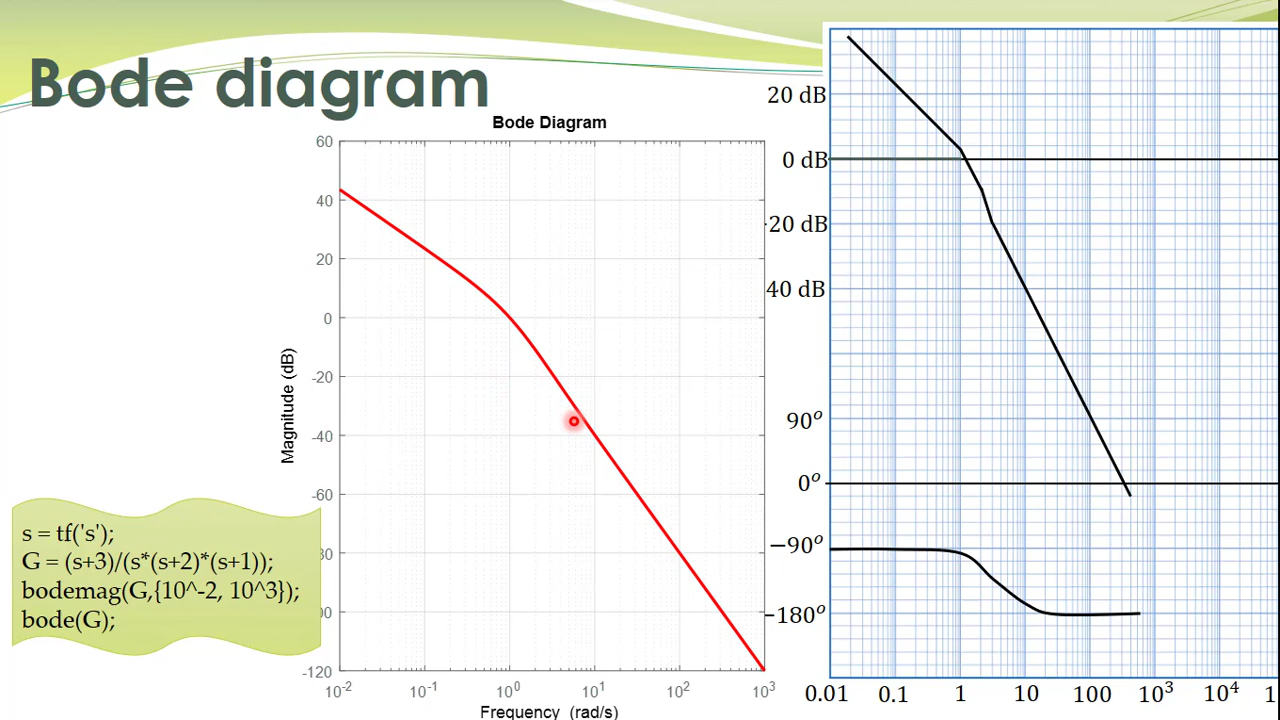 Bode diagram
Bode Diagram
60
40
20
0
-20
-40
-60
80
00
-120
10^-2 10^-1 10^0 10^1 10^2 10^3
Magnitude (dB)
Frequency (rad/s)
s = tf('s');
G = (s+3)/(s*(s+2)*(s+1));
bodemag(G,{10^-2, 10^3});
bode(G);
20 dB
0 dB
-20 dB
40 dB
90°
0°
−90°
−180°
0.01 0.1 1 10 100 10³ 10⁴ 1